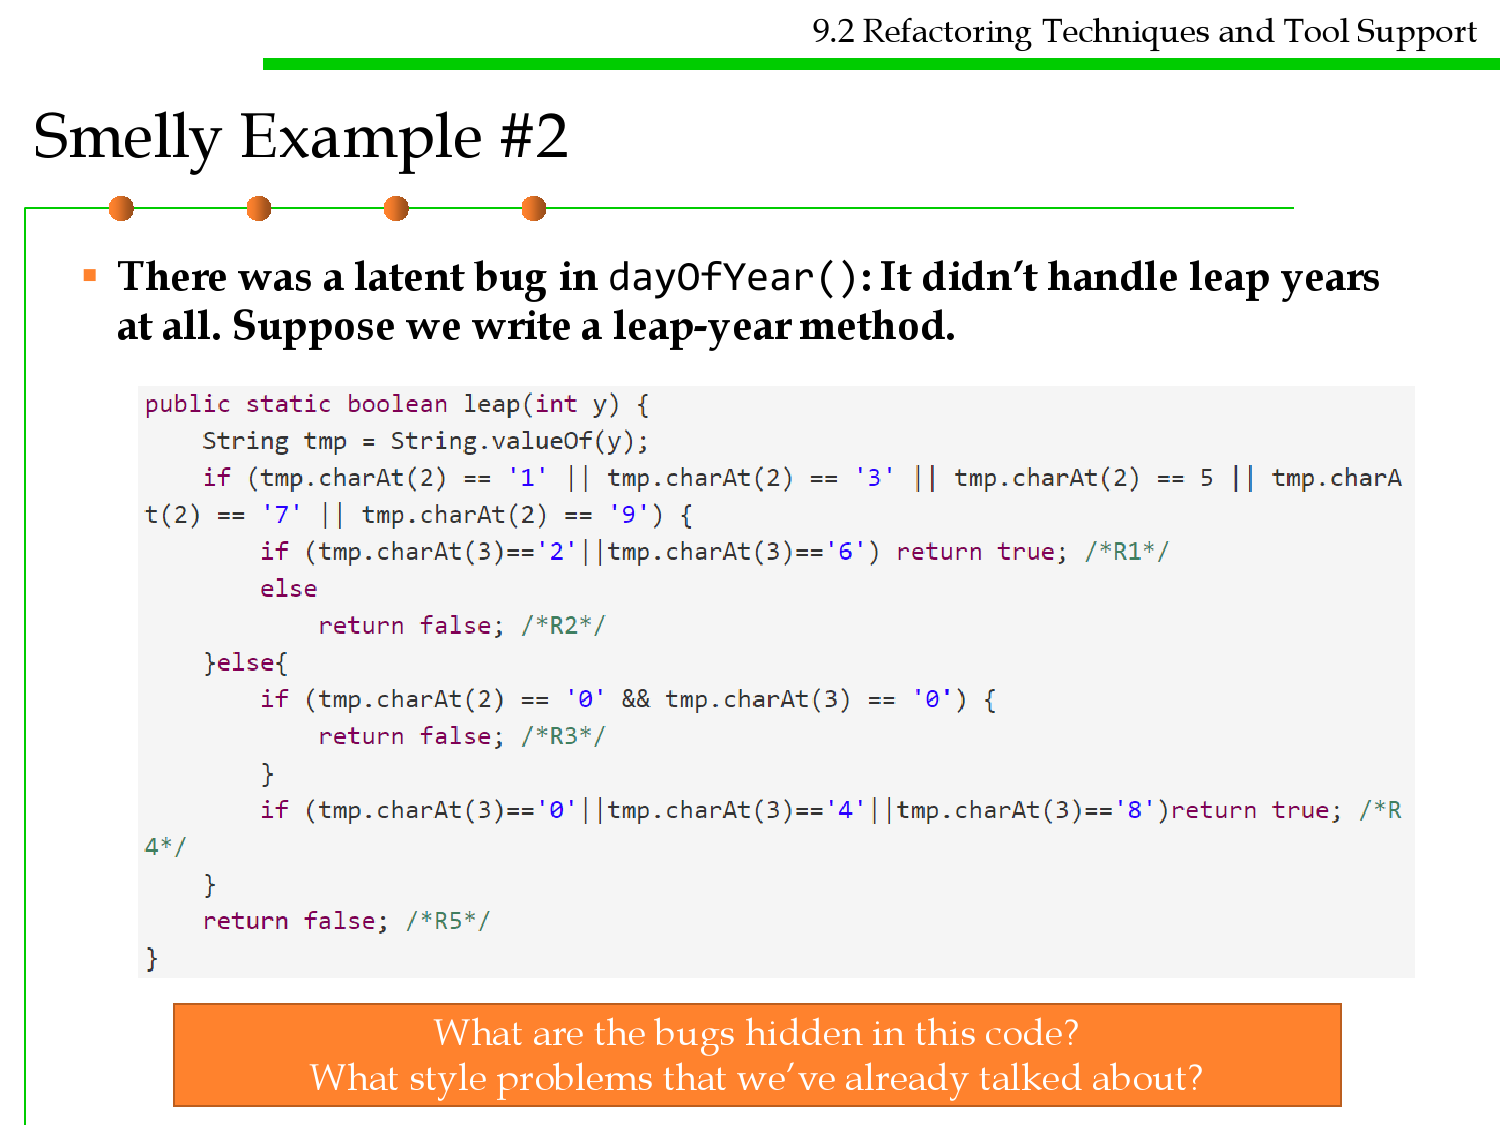 9.2 Refactoring Techniques and Tool Support
Smelly Example #2
▪ There was a latent bug in dayOfYear(): It didn’t handle leap years
at all. Suppose we write a leap-year method.
public static boolean leap(int y) {
    String tmp = String.valueOf(y);
    if (tmp.charAt(2) == '1' || tmp.charAt(2) == '3' || tmp.charAt(2) == 5 || tmp.charA
t(2) == '7' || tmp.charAt(2) == '9') {
        if (tmp.charAt(3)=='2'||tmp.charAt(3)=='6') return true; /*R1*/
        else
            return false; /*R2*/
    }else{
        if (tmp.charAt(2) == '0' && tmp.charAt(3) == '0') {
            return false; /*R3*/
        }
        if (tmp.charAt(3)=='0'||tmp.charAt(3)=='4'||tmp.charAt(3)=='8')return true; /*R
4*/
    }
    return false; /*R5*/
}
What are the bugs hidden in this code?
What style problems that we’ve already talked about?